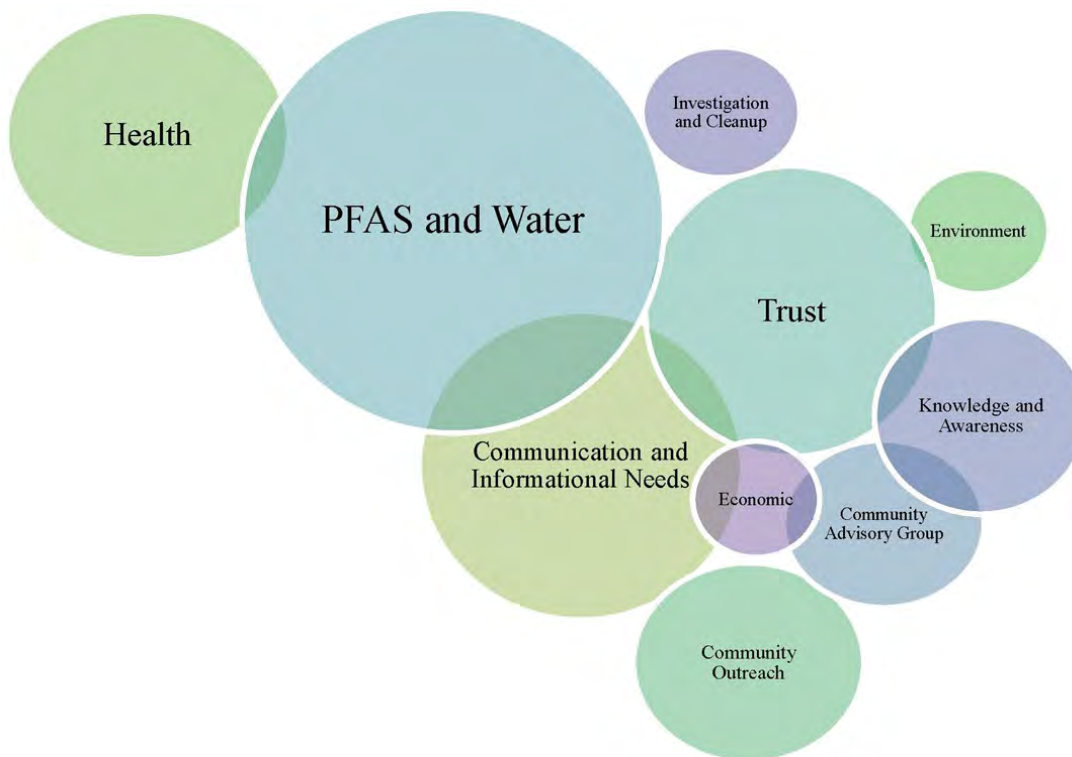 Health
PFAS and Water
Investigation
and Cleanup
Environment
Trust
Knowledge and
Awareness
Communication and
Informational Needs
Economic
Community
Advisory Group
Community
Outreach